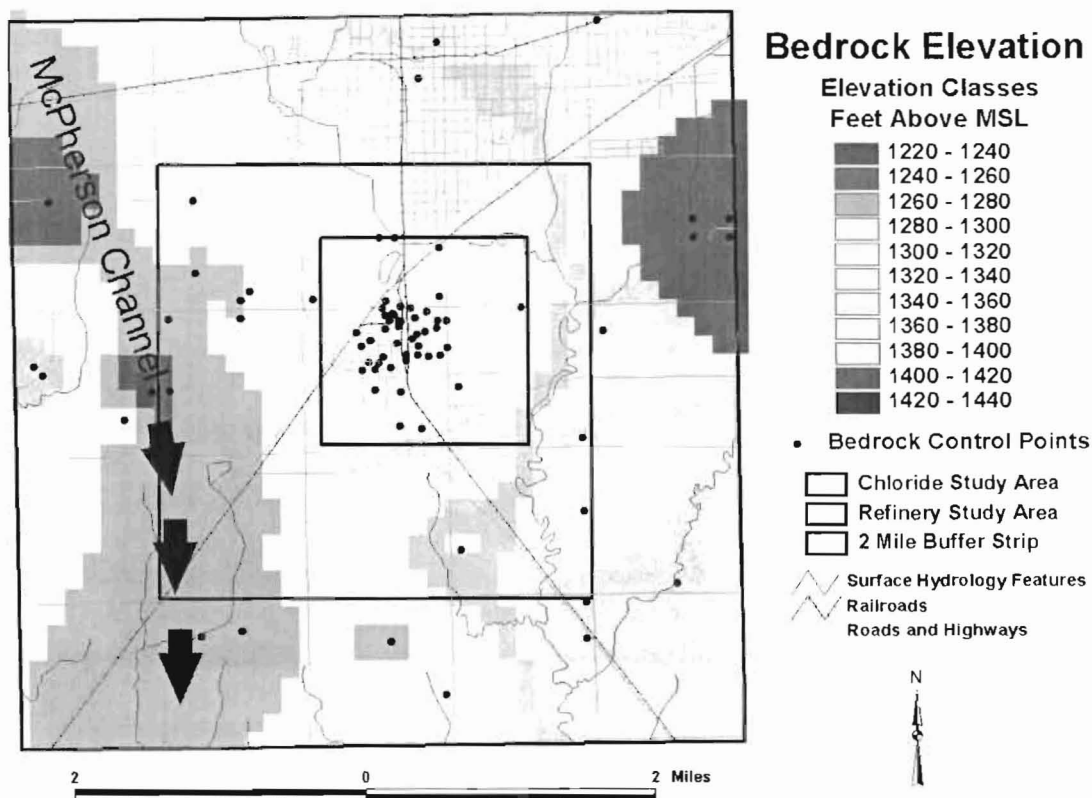 McPherson Channel
Bedrock Elevation
Elevation Classes
Feet Above MSL
1220 - 1240
1240 - 1260
1260 - 1280
1280 - 1300
1300 - 1320
1320 - 1340
1340 - 1360
1360 - 1380
1380 - 1400
1400 - 1420
1420 - 1440
Bedrock Control Points
Chloride Study Area
Refinery Study Area
2 Mile Buffer Strip
Surface Hydrology Features
Railroads
Roads and Highways
N
2 0 2 Miles